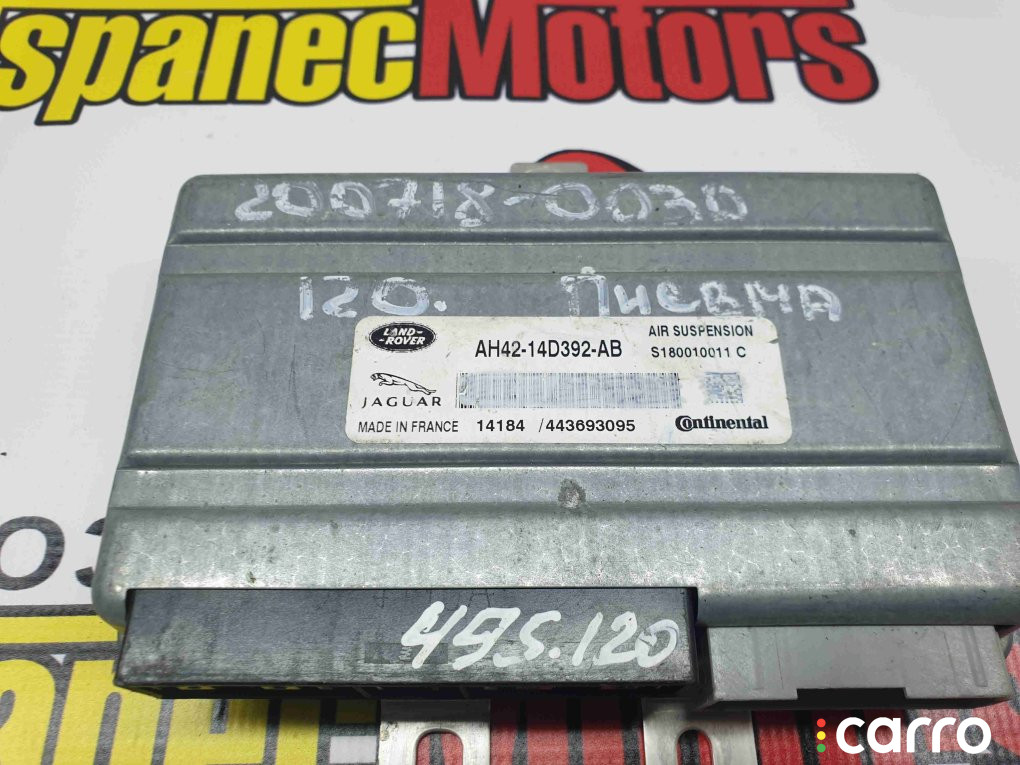 spanecMotors
200718-0030
120. Пневма
LAND-
-ROVER
AH42-14D392-AB
AIR SUSPENSION
S180010011 C
JAGUAR
MADE IN FRANCE 14184 /443693095
Continental
495.120
carro